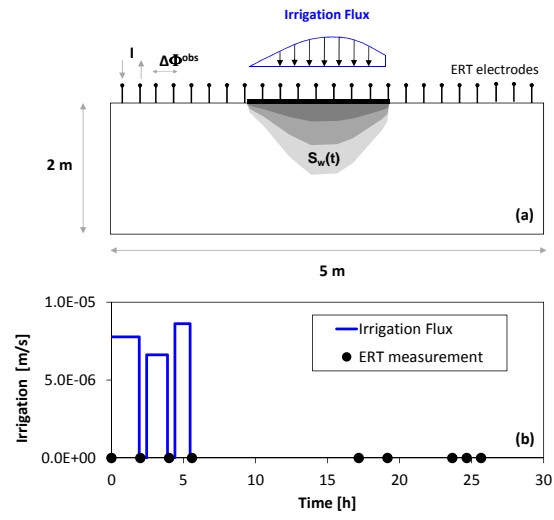 Irrigation Flux
I
ΔΦobs
ERT electrodes
2 m
Sw(t)
(a)
5 m
1.0E-05
5.0E-06
0.0E+00
Irrigation [m/s]
Irrigation Flux
ERT measurement
(b)
0 5 10 15 20 25 30
Time [h]